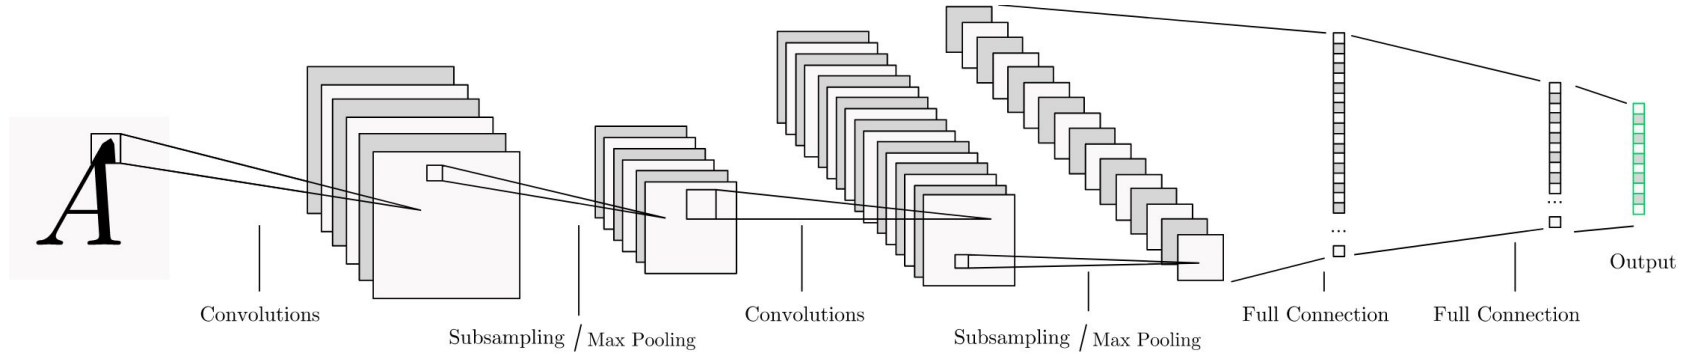 A
Convolutions
Subsampling / Max Pooling
Convolutions
Subsampling / Max Pooling
...
Full Connection
...
Full Connection
Output